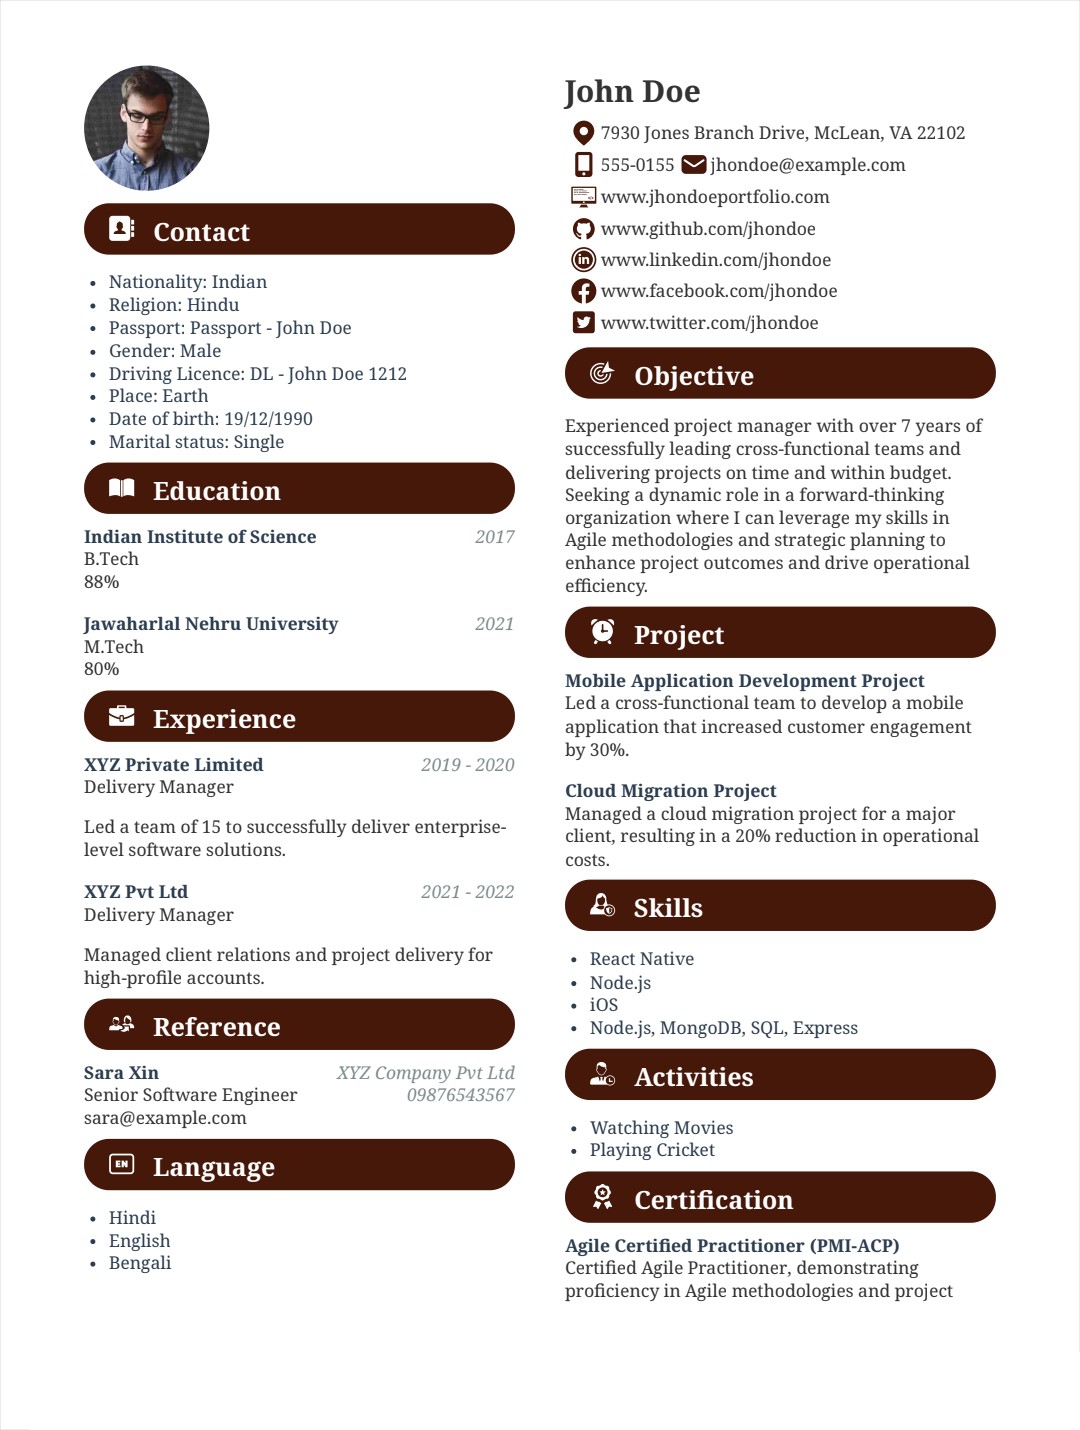 Contact
Nationality: Indian
Religion: Hindu
Passport: Passport - John Doe
Gender: Male
Driving Licence: DL - John Doe 1212
Place: Earth
Date of birth: 19/12/1990
Marital status: Single
Education
Indian Institute of Science 2017
B.Tech
88%
Jawaharlal Nehru University 2021
M.Tech
80%
Experience
XYZ Private Limited 2019 - 2020
Delivery Manager
Led a team of 15 to successfully deliver enterprise-
level software solutions.
XYZ Pvt Ltd 2021 - 2022
Delivery Manager
Managed client relations and project delivery for
high-profile accounts.
Reference
Sara Xin XYZ Company Pvt Ltd
Senior Software Engineer 09876543567
sara@example.com
EN Language
Hindi
English
Bengali
John Doe
7930 Jones Branch Drive, McLean, VA 22102
555-0155 jhondoe@example.com
www.jhondoeportfolio.com
www.github.com/jhondoe
www.linkedin.com/jhondoe
www.facebook.com/jhondoe
www.twitter.com/jhondoe
Objective
Experienced project manager with over 7 years of
successfully leading cross-functional teams and
delivering projects on time and within budget.
Seeking a dynamic role in a forward-thinking
organization where I can leverage my skills in
Agile methodologies and strategic planning to
enhance project outcomes and drive operational
efficiency.
Project
Mobile Application Development Project
Led a cross-functional team to develop a mobile
application that increased customer engagement
by 30%.
Cloud Migration Project
Managed a cloud migration project for a major
client, resulting in a 20% reduction in operational
costs.
Skills
React Native
Node.js
iOS
Node.js, MongoDB, SQL, Express
Activities
Watching Movies
Playing Cricket
Certification
Agile Certified Practitioner (PMI-ACP)
Certified Agile Practitioner, demonstrating
proficiency in Agile methodologies and project